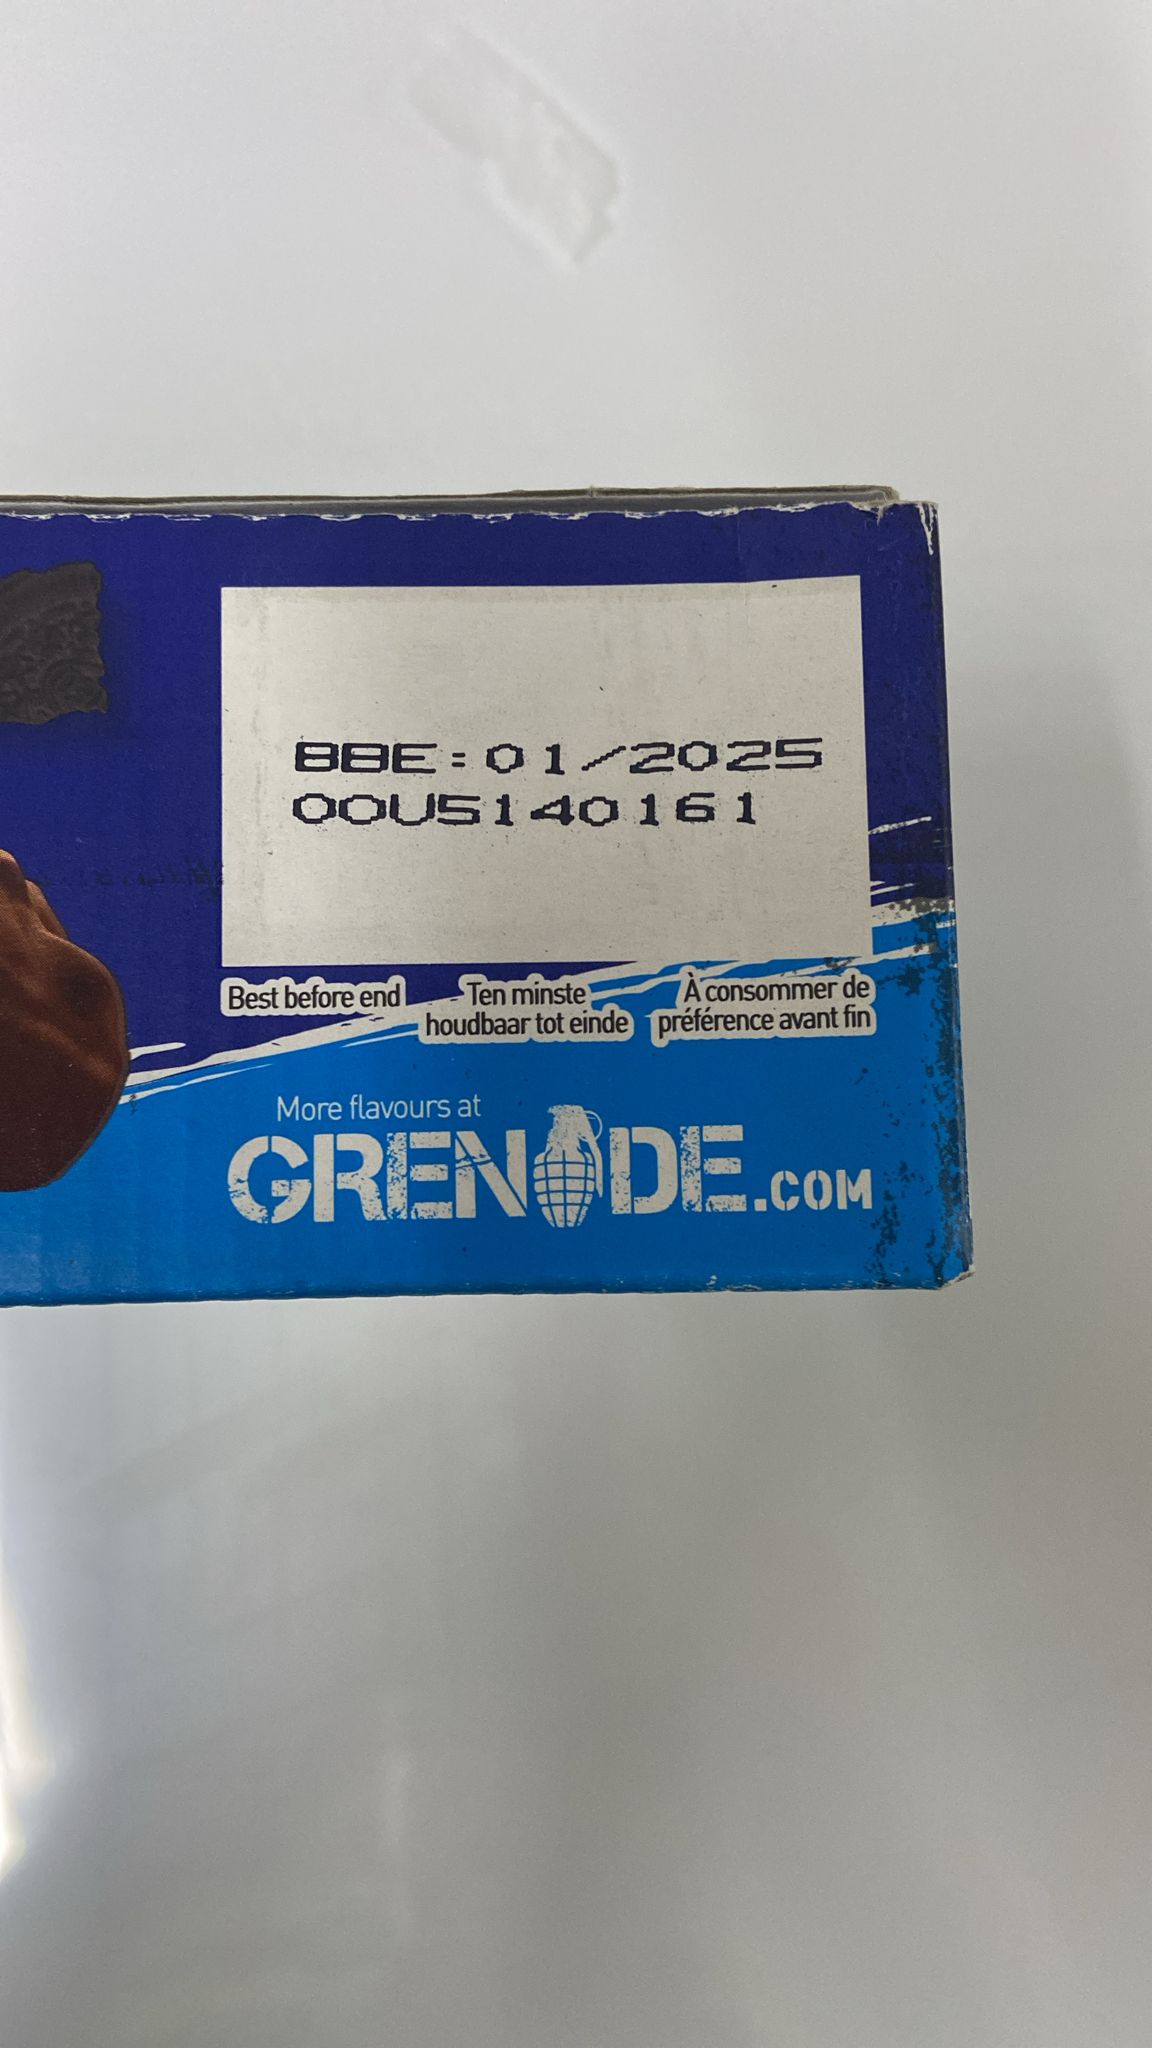 BBE:01/2025
OOU5140161
Best before end
Ten minste
houdbaar tot einde
À consommer de
préférence avant fin
More flavours at
GRENADE.COM